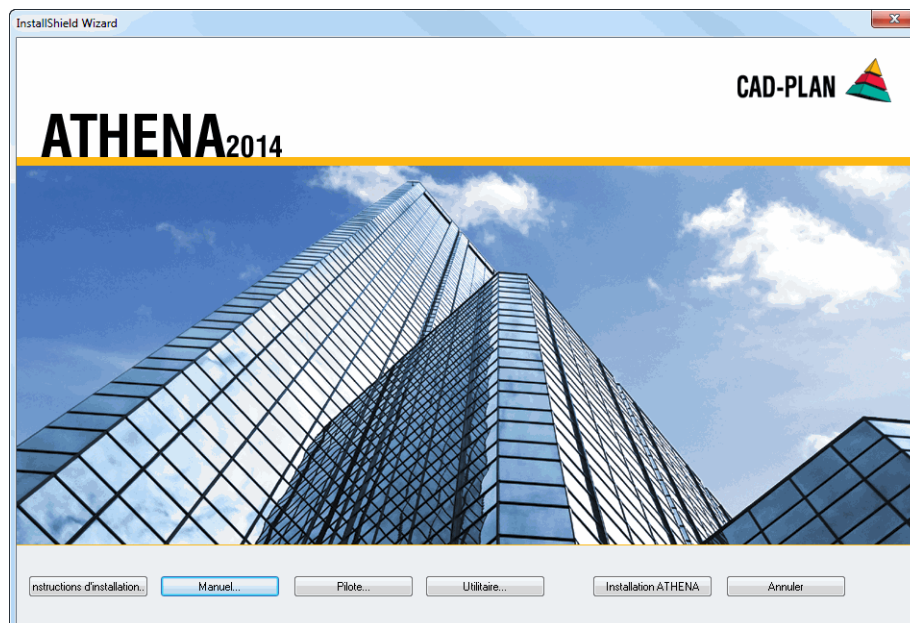 InstallShield Wizard
CAD-PLAN
ATHENA2014
nstructions d'installation..
Manuel...
Pilote...
Utilitaire...
Installation ATHENA
Annuler